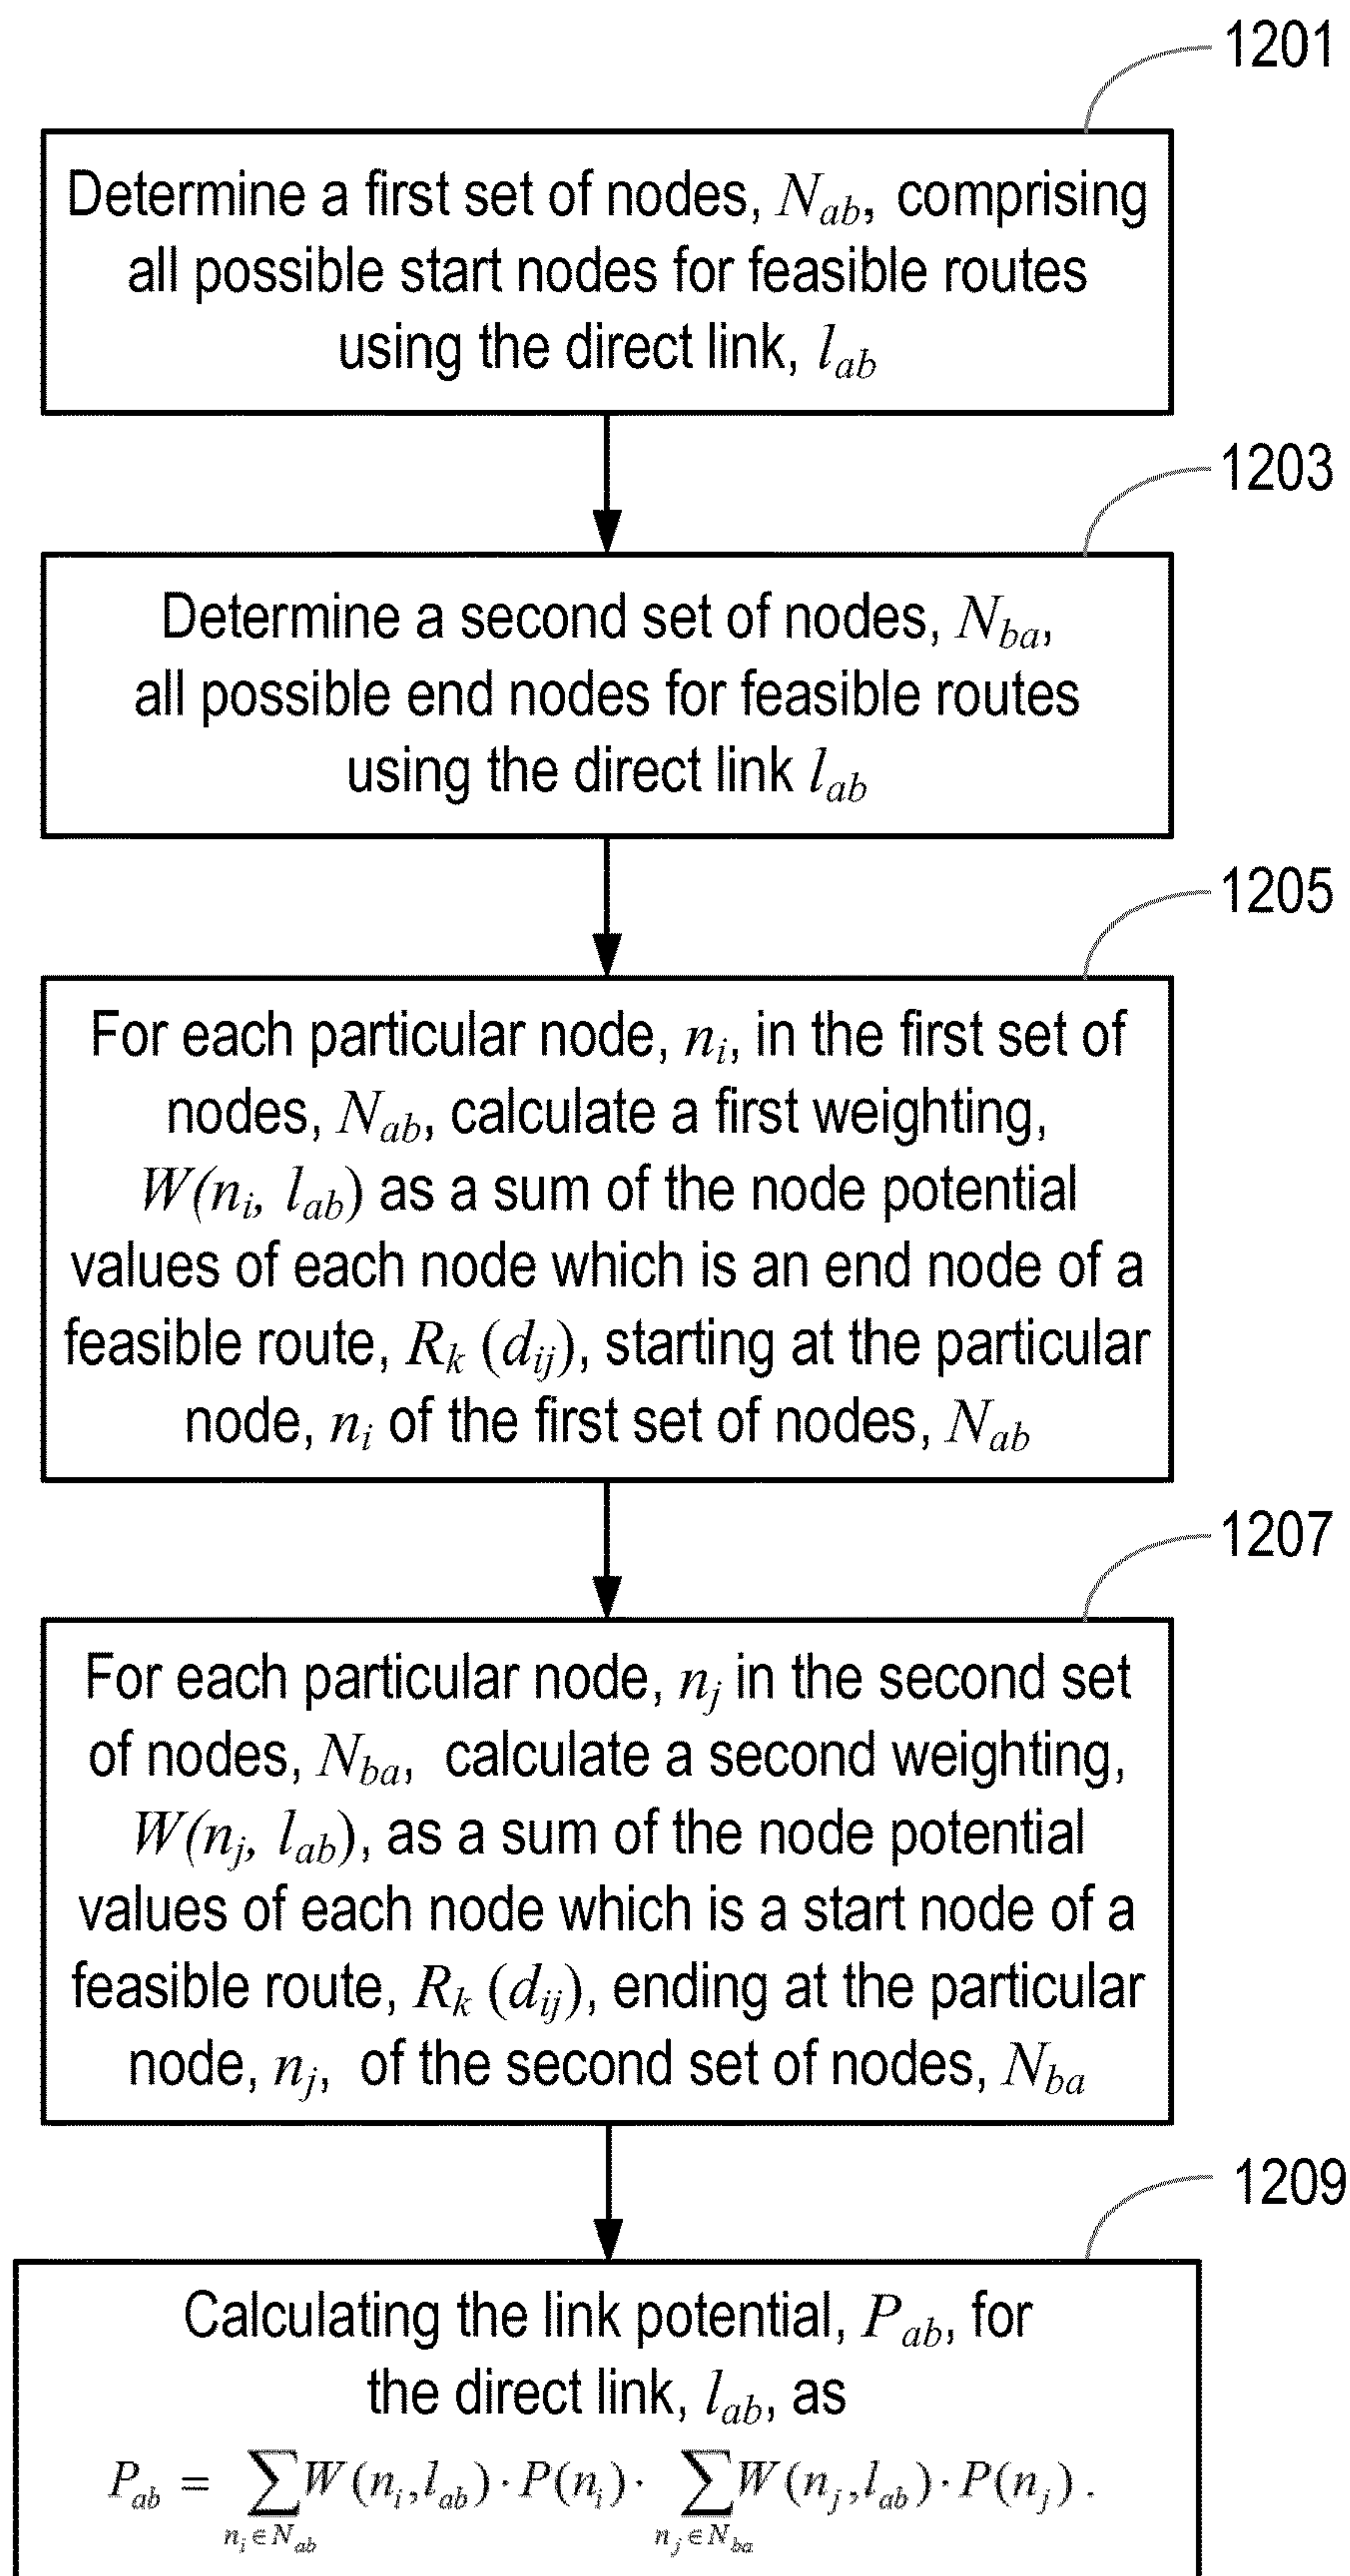 1201
Determine a first set of nodes, N_ab, comprising
all possible start nodes for feasible routes
using the direct link, l_ab
1203
Determine a second set of nodes, N_ba,
all possible end nodes for feasible routes
using the direct link l_ab
1205
For each particular node, n_i, in the first set of
nodes, N_ab, calculate a first weighting,
W(n_i, l_ab) as a sum of the node potential
values of each node which is an end node of a
feasible route, R_k (d_ij), starting at the particular
node, n_i of the first set of nodes, N_ab
1207
For each particular node, n_j in the second set
of nodes, N_ba, calculate a second weighting,
W(n_j, l_ab), as a sum of the node potential
values of each node which is a start node of a
feasible route, R_k (d_ij), ending at the particular
node, n_j, of the second set of nodes, N_ba
1209
Calculating the link potential, P_ab, for
the direct link, l_ab, as
P_ab = ∑_{n_i∈N_ab} W(n_i,l_ab)·P(n_i)· ∑_{n_j∈N_ba} W(n_j,l_ab)·P(n_j) .